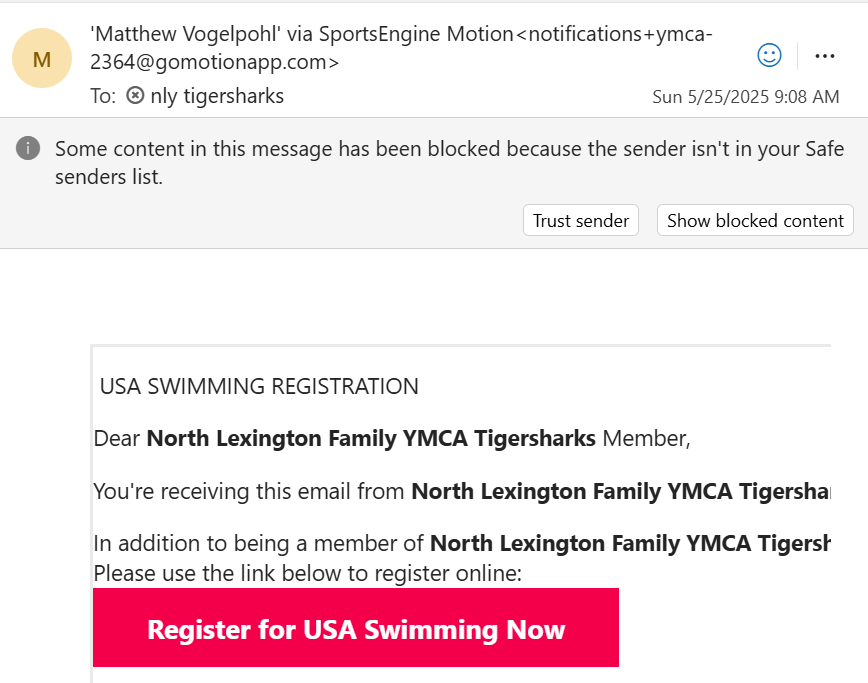 M
'Matthew Vogelpohl' via SportsEngine Motion<notifications+ymca-
2364@gomotionapp.com>
To: nly tigersharks
Sun 5/25/2025 9:08 AM
Some content in this message has been blocked because the sender isn't in your Safe
senders list.
Trust sender Show blocked content
USA SWIMMING REGISTRATION
Dear North Lexington Family YMCA Tigersharks Member,
You're receiving this email from North Lexington Family YMCA Tigersha
In addition to being a member of North Lexington Family YMCA Tigersh
Please use the link below to register online:
Register for USA Swimming Now